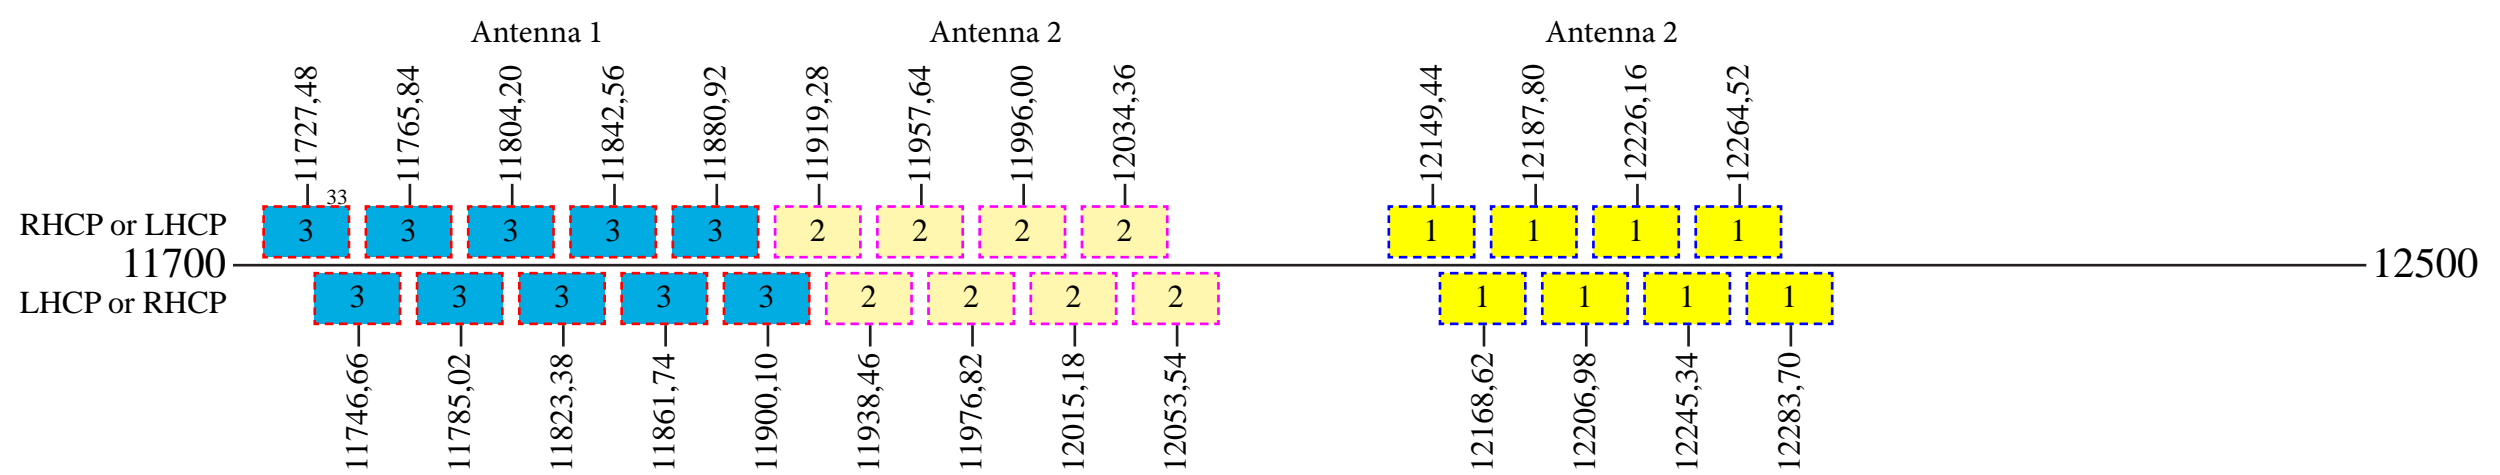 Antenna 1 Antenna 2 Antenna 2
11727,48 11765,84 11804,20 11842,56 11880,92 11919,28 11957,64 11996,00 12034,36 12149,44 12187,80 12226,16 12264,52
33
RHCP or LHCP 3 3 3 3 3 2 2 2 2 1 1 1 1
11700 12500
LHCP or RHCP 3 3 3 3 3 2 2 2 2 1 1 1 1
11746,66 11785,02 11823,38 11861,74 11900,10 11938,46 11976,82 12015,18 12053,54 12168,62 12206,98 12245,34 12283,70